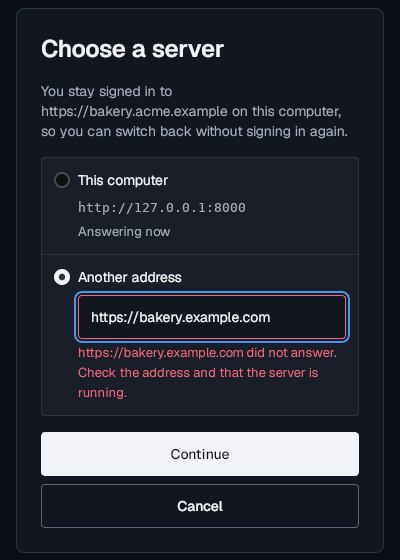 Choose a server
You stay signed in to
https://bakery.acme.example on this computer,
so you can switch back without signing in again.
This computer
http://127.0.0.1:8000
Answering now
Another address
https://bakery.example.com
https://bakery.example.com did not answer.
Check the address and that the server is
running.
Continue
Cancel